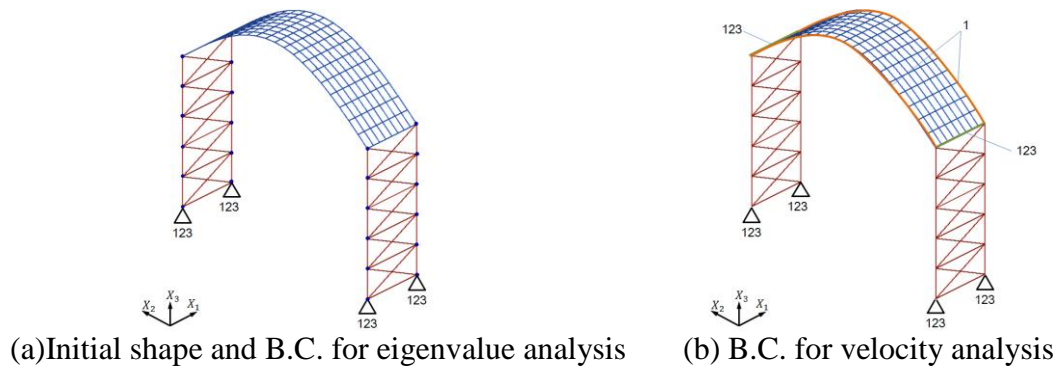 123
123
123
123
X₂
X₃
X₁
(a)Initial shape and B.C. for eigenvalue analysis
123
1
123
123
123
123
123
X₂
X₃
X₁
(b) B.C. for velocity analysis